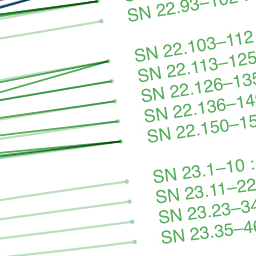 SN 22.93–102
SN 22.103–112
SN 22.113–125
SN 22.126–135
SN 22.136–149
SN 22.150–15
SN 23.1–10 :
SN 23.11–22
SN 23.23–34
SN 23.35–46